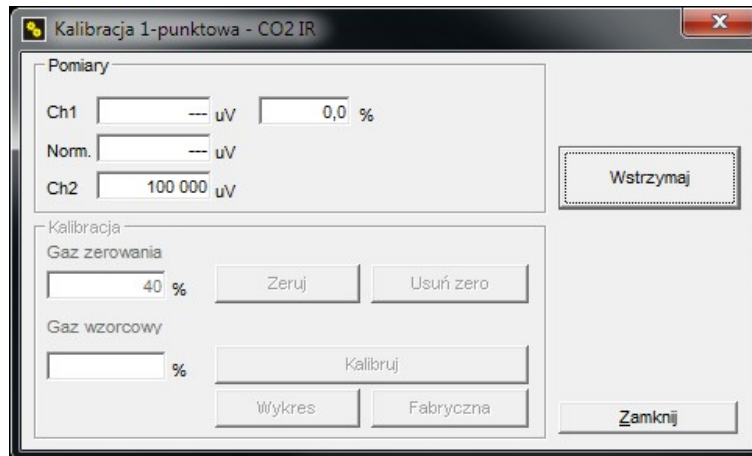 Kalibracja 1-punktowa - CO2 IR
Pomiary
Ch1 --- uV 0,0 %
Norm. --- uV
Ch2 100 000 uV
Wstrzymaj
Kalibracja
Gaz zerowania
40 % Zeruj Usuń zero
Gaz wzorcowy
% Kalibruj
Wykres Fabryczna
Zamknij